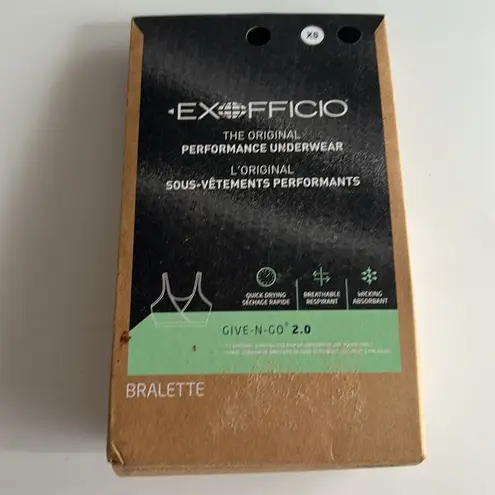 XS
EXOFFICIO
THE ORIGINAL
PERFORMANCE UNDERWEAR
L'ORIGINAL
SOUS-VÊTEMENTS PERFORMANTS
QUICK DRYING
SÉCHAGE RAPIDE
BREATHABLE
RESPIRANT
WICKING
ABSORBANT
GIVE-N-GO® 2.0
BRALETTE